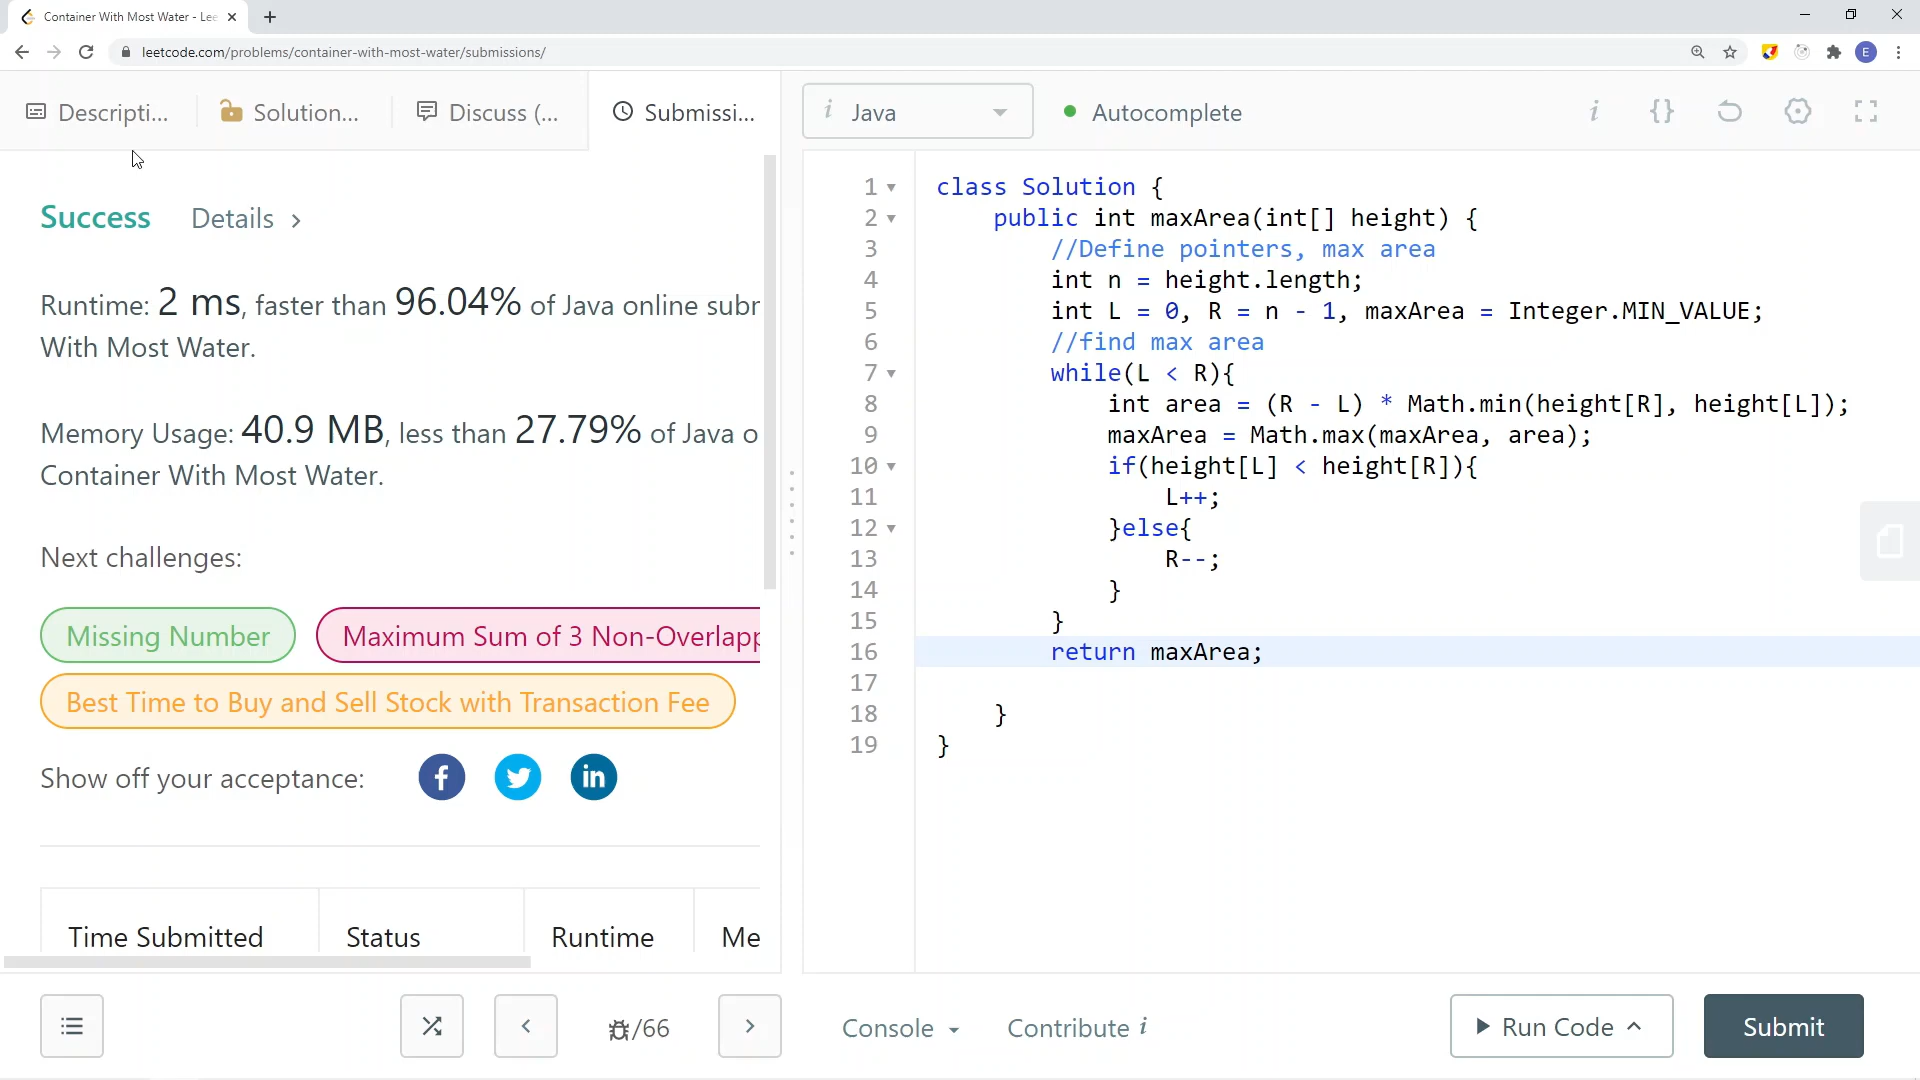 Container With Most Water - Lee
leetcode.com/problems/container-with-most-water/submissions/
E
Descripti...
Solution...
Discuss (...
Submissi...
i Java
Autocomplete
i {}
Success Details >
Runtime: 2 ms, faster than 96.04% of Java online subr
With Most Water.
Memory Usage: 40.9 MB, less than 27.79% of Java o
Container With Most Water.
Next challenges:
Missing Number
Maximum Sum of 3 Non-Overlapp
Best Time to Buy and Sell Stock with Transaction Fee
Show off your acceptance:
f in
Time Submitted Status Runtime Me
1 class Solution {
2 public int maxArea(int[] height) {
3 //Define pointers, max area
4 int n = height.length;
5 int L = 0, R = n - 1, maxArea = Integer.MIN_VALUE;
6 //find max area
7 while(L < R){
8 int area = (R - L) * Math.min(height[R], height[L]);
9 maxArea = Math.max(maxArea, area);
10 if(height[L] < height[R]){
11 L++;
12 }else{
13 R--;
14 }
15 }
16 return maxArea;
17
18 }
19 }
/66
Console
Contribute i
Run Code
Submit